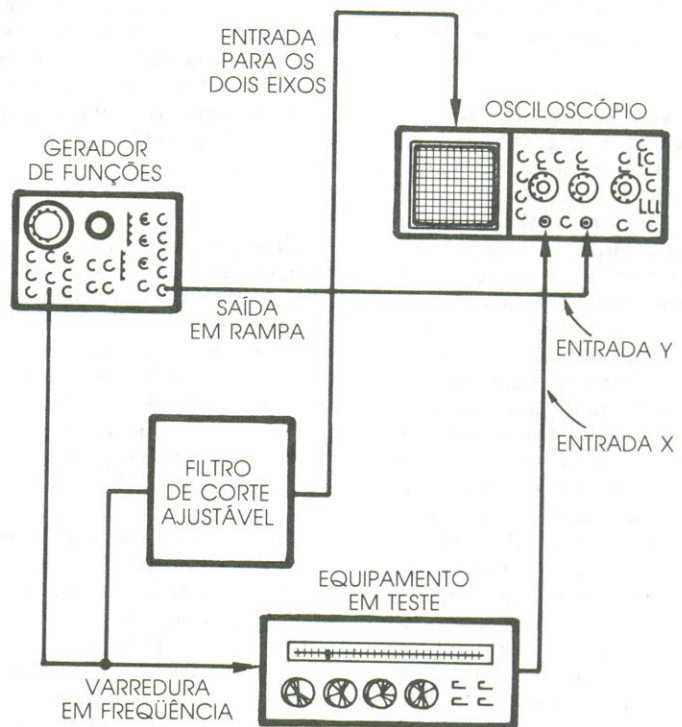 ENTRADA
PARA OS
DOIS EIXOS
OSCILOSCÓPIO
GERADOR
DE FUNÇÕES
SAÍDA
EM RAMPA
ENTRADA Y
ENTRADA X
FILTRO
DE CORTE
AJUSTÁVEL
EQUIPAMENTO
EM TESTE
VARREDURA
EM FREQÜÊNCIA